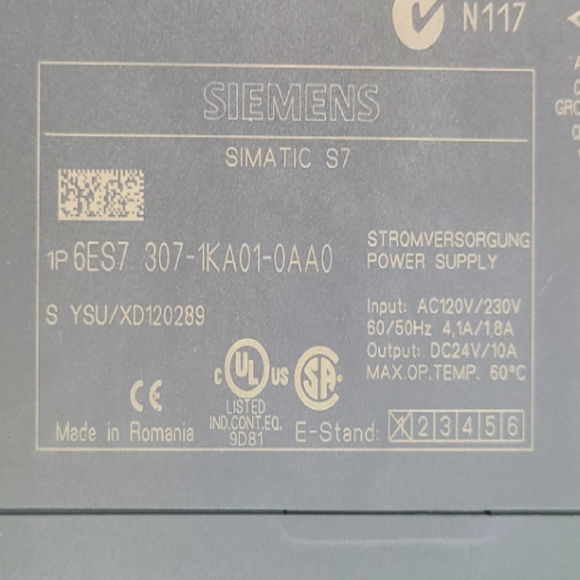 N117
SIEMENS
SIMATIC S7
1P 6ES7 307-1KA01-0AA0
STROMVERSORGUNG
POWER SUPPLY
S YSU/XD120289
Input: AC120V/230V
60/50Hz 4,1A/1,8A
Output: DC24V/10A
MAX.OP.TEMP. 60°C
CE
C UL US
LISTED
IND.CONT.EQ.
9D81
SA
Made in Romania
E-Stand: 1 2 3 4 5 6